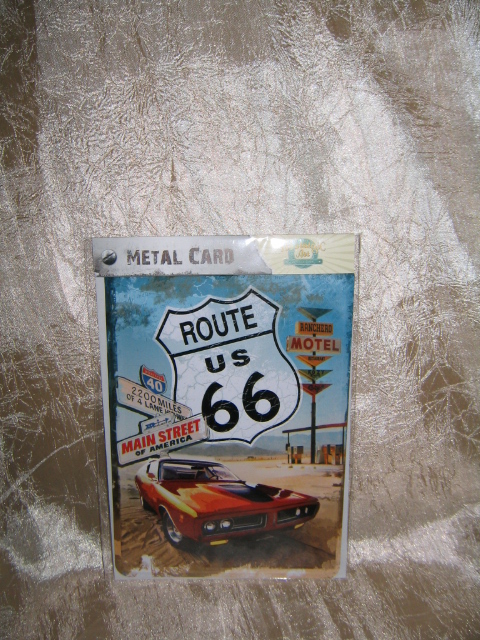 METAL CARD
ROUTE
US
66
RANCHERO
MOTEL
40
2200 MILES
OF 4 LANE
MAIN STREET
OF AMERICA